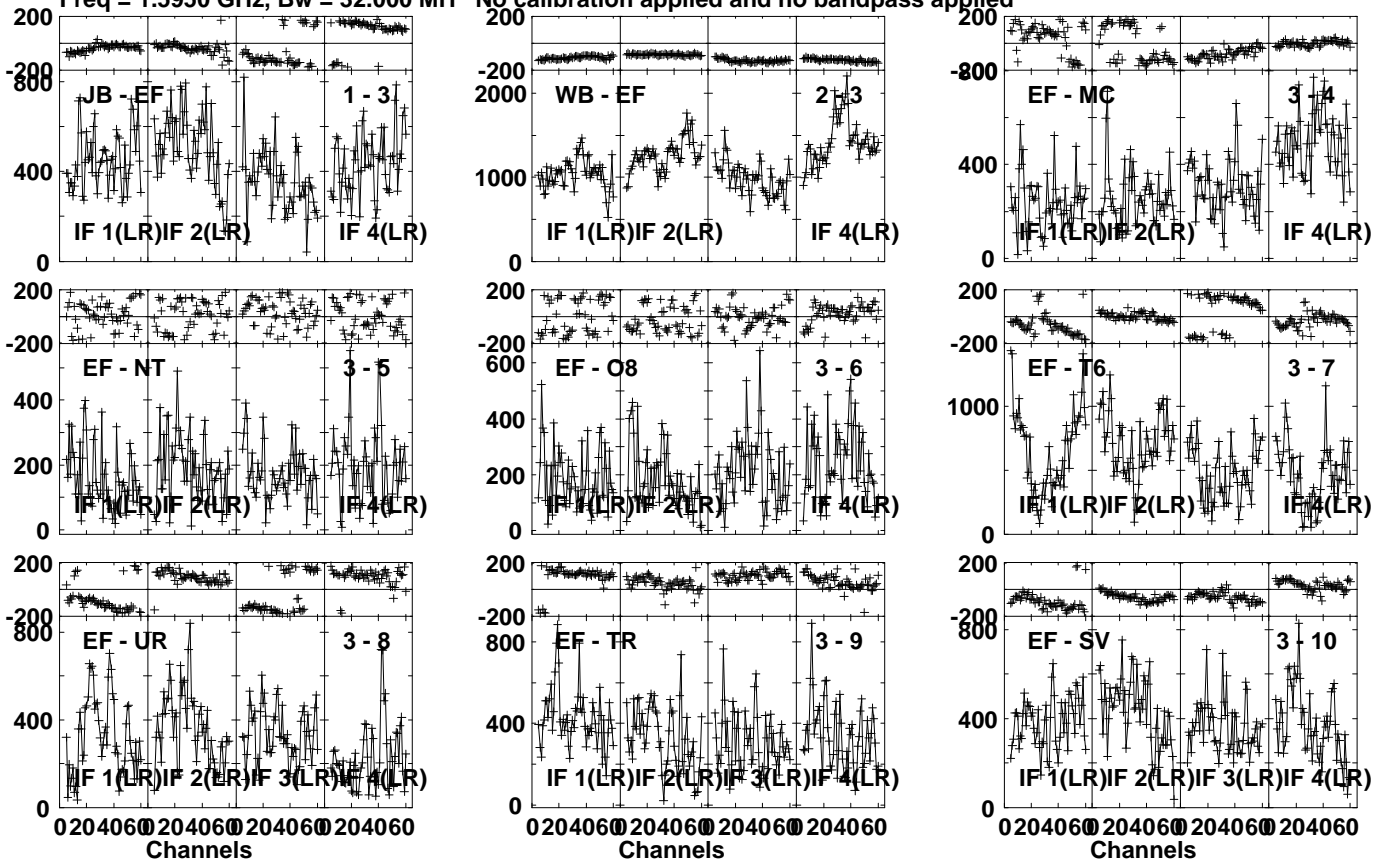 Freq = 1.5950 GHz, Bw = 32.000 MH No calibration applied and no bandpass applied
200
-200
800
400
0
JB - EF
1 - 3
IF 1(LR)
IF 2(LR)
IF 4(LR)
200
-200
2000
1000
0
WB - EF
2 - 3
IF 1(LR)
IF 2(LR)
IF 4(LR)
200
-200
800
400
0
EF - MC
3 - 4
IF 1(LR)
IF 2(LR)
IF 4(LR)
200
-200
400
200
0
EF - NT
3 - 5
IF 1(LR)
IF 2(LR)
IF 4(LR)
200
-200
600
400
200
0
EF - O8
3 - 6
IF 1(LR)
IF 2(LR)
IF 4(LR)
200
-200
1000
0
EF - T6
3 - 7
IF 1(LR)
IF 2(LR)
IF 4(LR)
200
-200
800
400
0
EF - UR
3 - 8
IF 1(LR)
IF 2(LR)
IF 3(LR)
IF 4(LR)
0 20 40 60 0 20 40 60 0 20 40 60 0 20 40 60
Channels
200
-200
800
400
0
EF - TR
3 - 9
IF 1(LR)
IF 2(LR)
IF 3(LR)
IF 4(LR)
0 20 40 60 0 20 40 60 0 20 40 60 0 20 40 60
Channels
200
-200
800
400
0
EF - SV
3 - 10
IF 1(LR)
IF 2(LR)
IF 3(LR)
IF 4(LR)
0 20 40 60 0 20 40 60 0 20 40 60 0 20 40 60
Channels